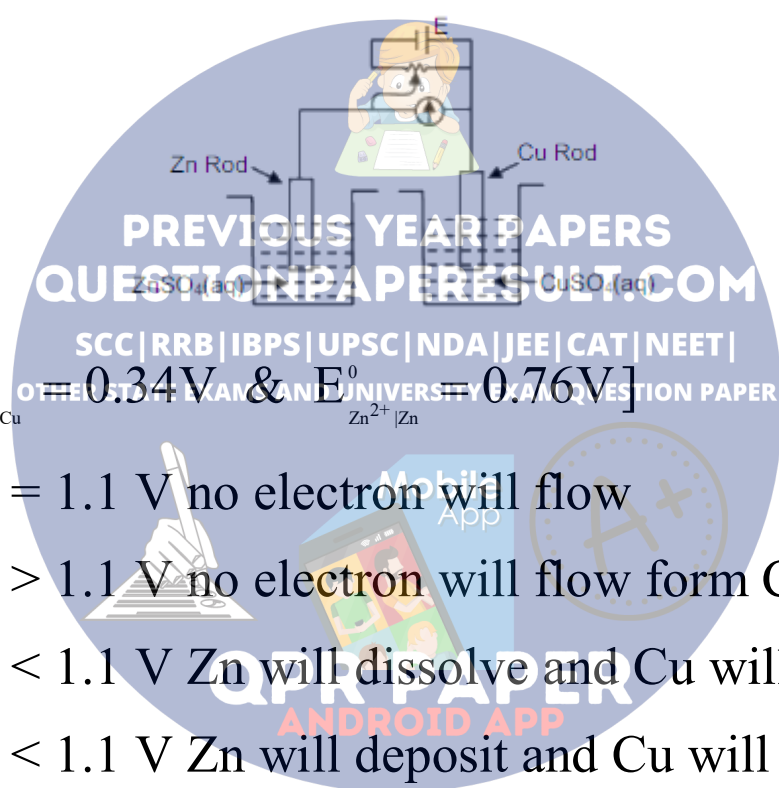 E
Zn Rod
Cu Rod
PREVIOUS YEAR PAPERS
QUESTIONPAPERESULT.COM
ZnSO₄(aq)
CuSO₄(aq)
SCC|RRB|IBPS|UPSC|NDA|JEE|CAT|NEET|
OTHER STATE EXAMS AND UNIVERSITY EXAM QUESTION PAPER
Cu = 0.34V & E⁰ Zn²⁺|Zn = 0.76V]
= 1.1 V no electron will flow
Mobile
App
A+
> 1.1 V no electron will flow form
< 1.1 V Zn will dissolve and Cu will
QPR PAPER
ANDROID APP
< 1.1 V Zn will deposit and Cu will